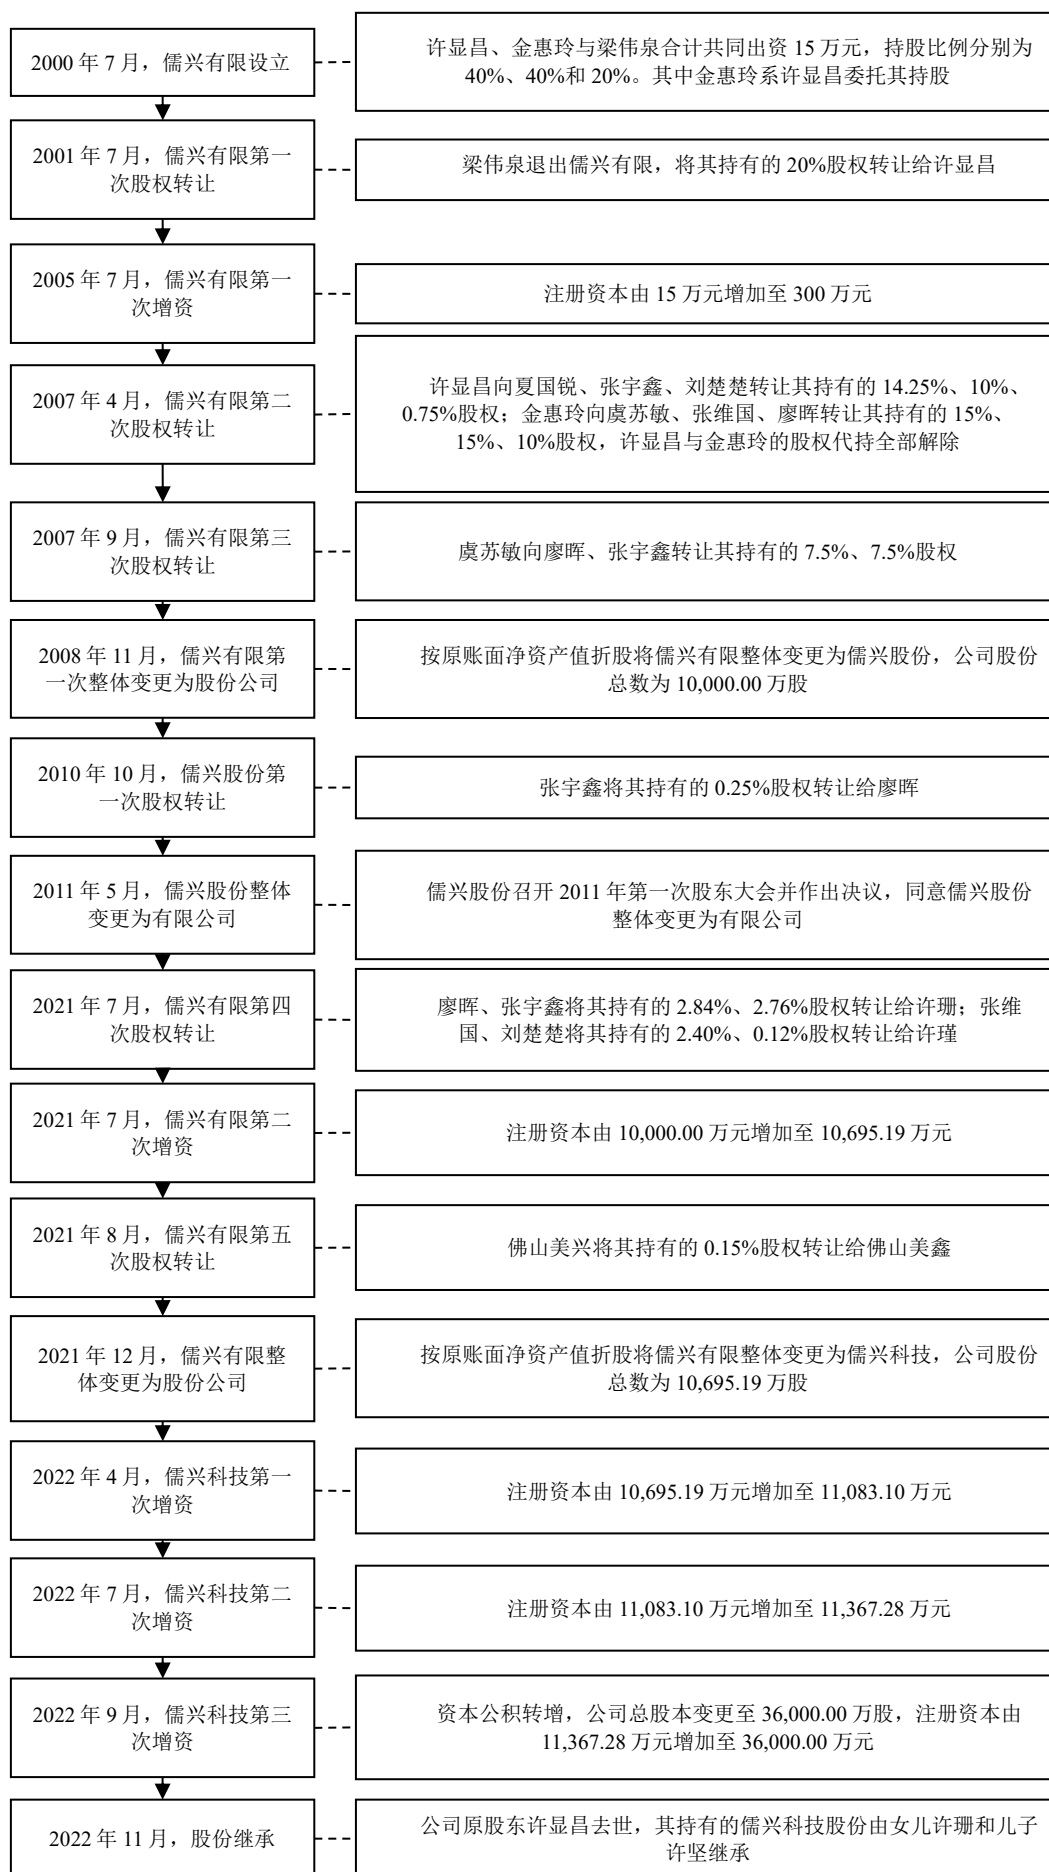 2000 年 7 月，儒兴有限设立
许显昌、金惠玲与梁伟泉合计共同出资 15 万元，持股比例分别为
40%、40%和 20%。其中金惠玲系许显昌委托其持股
2001 年 7 月，儒兴有限第一
次股权转让
梁伟泉退出儒兴有限，将其持有的 20%股权转让给许显昌
2005 年 7 月，儒兴有限第一
次增资
注册资本由 15 万元增加至 300 万元
2007 年 4 月，儒兴有限第二
次股权转让
许显昌向夏国锐、张宇鑫、刘楚楚转让其持有的 14.25%、10%、
0.75%股权；金惠玲向虞苏敏、张维国、廖晖转让其持有的 15%、
15%、10%股权，许显昌与金惠玲的股权代持全部解除
2007 年 9 月，儒兴有限第三
次股权转让
虞苏敏向廖晖、张宇鑫转让其持有的 7.5%、7.5%股权
2008 年 11 月，儒兴有限第
一次整体变更为股份公司
按原账面净资产值折股将儒兴有限整体变更为儒兴股份，公司股份
总数为 10,000.00 万股
2010 年 10 月，儒兴股份第
一次股权转让
张宇鑫将其持有的 0.25%股权转让给廖晖
2011 年 5 月，儒兴股份整体
变更为有限公司
儒兴股份召开 2011 年第一次股东大会并作出决议，同意儒兴股份
整体变更为有限公司
2021 年 7 月，儒兴有限第四
次股权转让
廖晖、张宇鑫将其持有的 2.84%、2.76%股权转让给许珊；张维
国、刘楚楚将其持有的 2.40%、0.12%股权转让给许瑾
2021 年 7 月，儒兴有限第二
次增资
注册资本由 10,000.00 万元增加至 10,695.19 万元
2021 年 8 月，儒兴有限第五
次股权转让
佛山美兴将其持有的 0.15%股权转让给佛山美鑫
2021 年 12 月，儒兴有限整
体变更为股份公司
按原账面净资产值折股将儒兴有限整体变更为儒兴科技，公司股份
总数为 10,695.19 万股
2022 年 4 月，儒兴科技第一
次增资
注册资本由 10,695.19 万元增加至 11,083.10 万元
2022 年 7 月，儒兴科技第二
次增资
注册资本由 11,083.10 万元增加至 11,367.28 万元
2022 年 9 月，儒兴科技第三
次增资
资本公积转增，公司总股本变更至 36,000.00 万股，注册资本由
11,367.28 万元增加至 36,000.00 万元
2022 年 11 月，股份继承
公司原股东许显昌去世，其持有的儒兴科技股份由女儿许珊和儿子
许坚继承